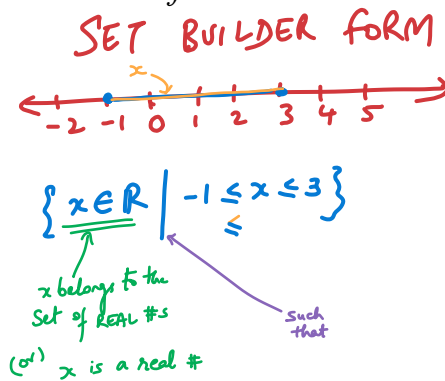 SET BUILDER FORM
x
-2 -1 0 1 2 3 4 5
{ x ∈ ℝ | -1 ≤ x ≤ 3 }
≤
x belongs to the
Set of REAL #s
such
that
(or) x is a real #